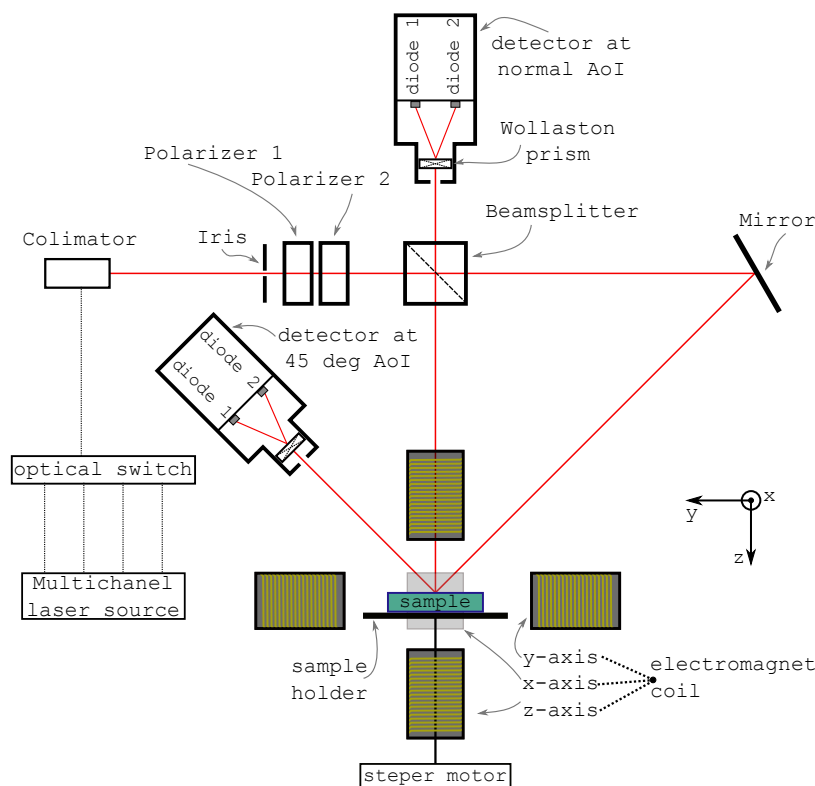 diode 1
diode 2
detector at
normal AoI
Wollaston
prism
Polarizer 1
Polarizer 2
Beamsplitter
Mirror
Colimator
Iris
detector at
45 deg AoI
diode 2
diode 1
optical switch
x
y
z
Multichanel
laser source
sample
sample
holder
y-axis
x-axis
z-axis
electromagnet
coil
steper motor